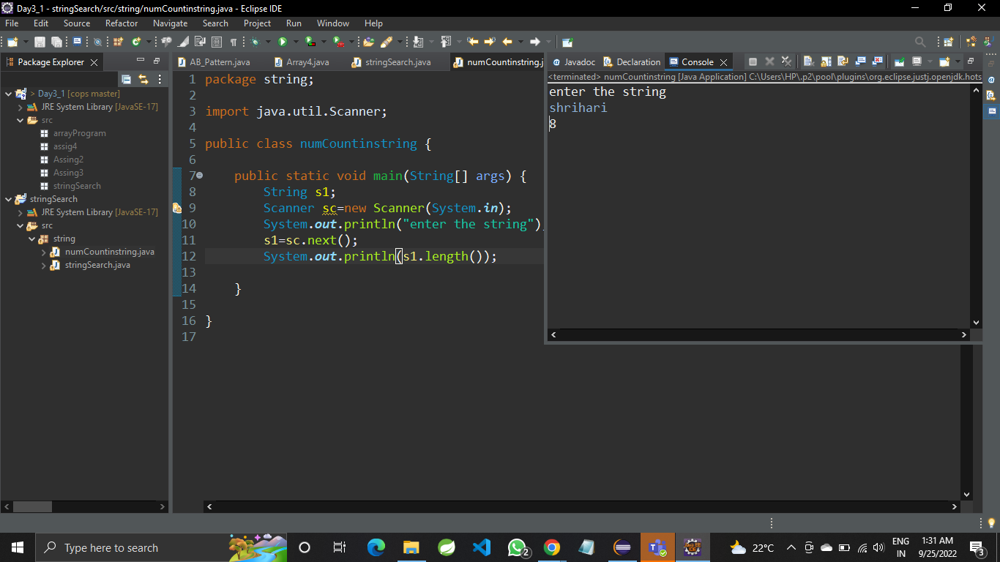 Day3_1 - stringSearch/src/string/numCountinstring.java - Eclipse IDE
File Edit Source Refactor Navigate Search Project Run Window Help
Package Explorer
> Day3_1 [cops master]
JRE System Library [JavaSE-17]
src
arrayProgram
assig4
Assing2
Assing3
stringSearch
stringSearch
JRE System Library [JavaSE-17]
src
string
numCountinstring.java
stringSearch.java
AB_Pattern.java Array4.java stringSearch.java numCountinstring.j
1 package string;
2
3 import java.util.Scanner;
4
5 public class numCountinstring {
6
7 public static void main(String[] args) {
8 String s1;
9 Scanner sc=new Scanner(System.in);
10 System.out.println("enter the string")
11 s1=sc.next();
12 System.out.println(s1.length());
13
14 }
15
16 }
17
Javadoc Declaration Console
<terminated> numCountinstring [Java Application] C:\Users\HP\.p2\pool\plugins\org.eclipse.justj.openjdk.hots
enter the string
shrihari
8
Type here to search
2
22°C
ENG
IN
1:31 AM
9/25/2022
3